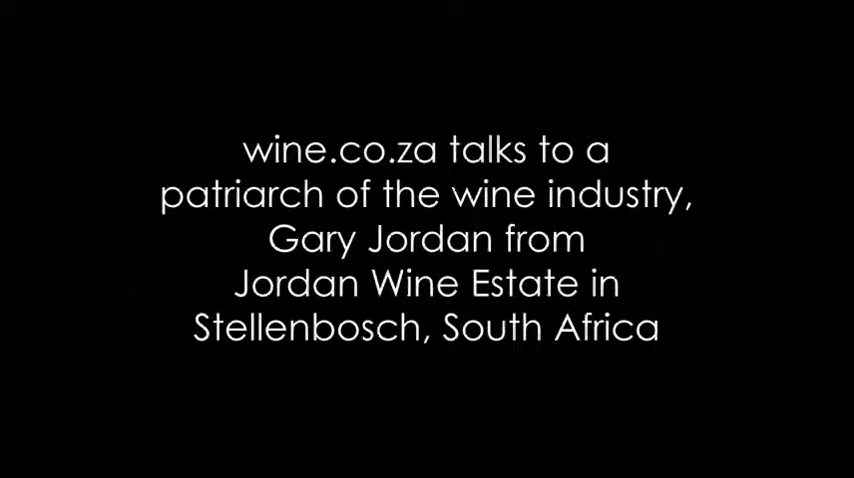 wine.co.za talks to a
patriarch of the wine industry,
Gary Jordan from
Jordan Wine Estate in
Stellenbosch, South Africa